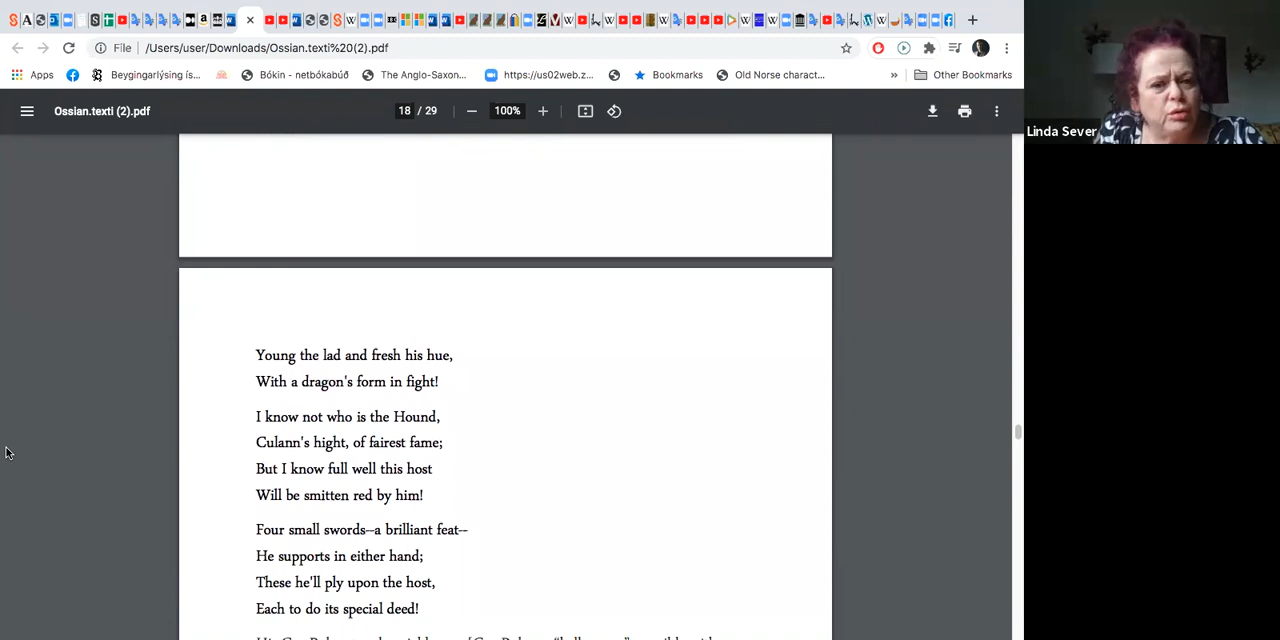 File
/Users/user/Downloads/Ossian.texti%20(2).pdf
Apps
Beygingarlýsing ís...
Bókin - netbókabúð
The Anglo-Saxon...
https://us02web.z...
Bookmarks
Old Norse charact...
»
Other Bookmarks
Ossian.texti (2).pdf
18 / 29
100%
Linda Sever
Young the lad and fresh his hue,
With a dragon's form in fight!
I know not who is the Hound,
Culann's hight, of fairest fame;
But I know full well this host
Will be smitten red by him!
Four small swords--a brilliant feat--
He supports in either hand;
These he'll ply upon the host,
Each to do its special deed!